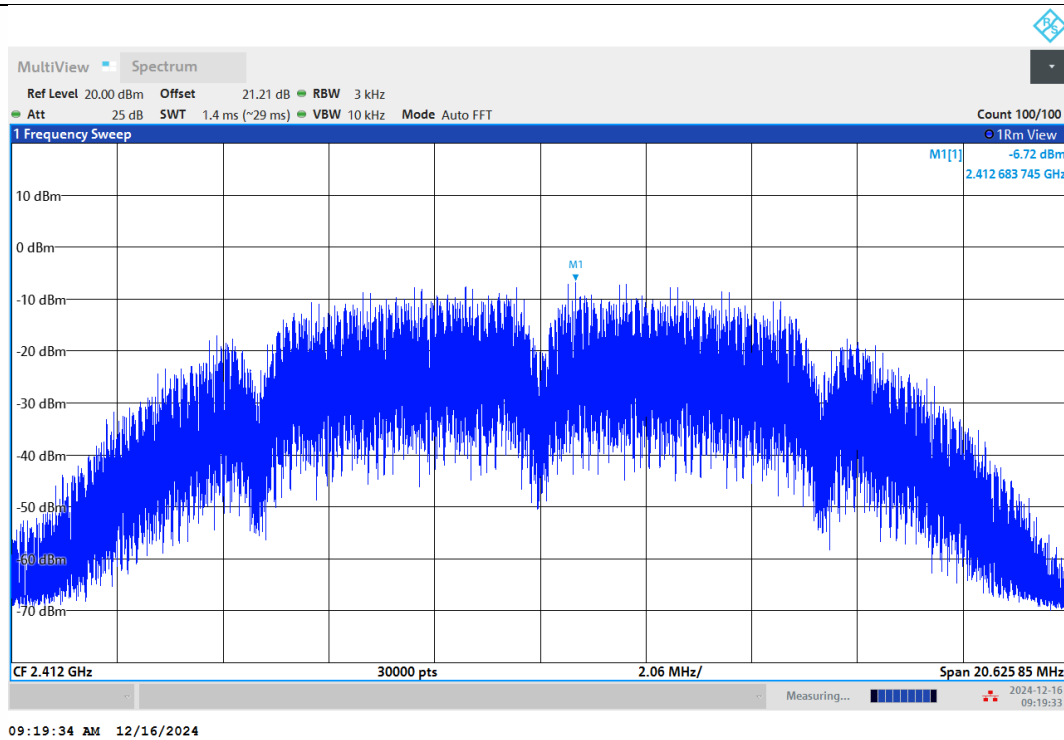 R&S
MultiView Spectrum
Ref Level 20.00 dBm Offset 21.21 dB RBW 3 kHz
Att 25 dB SWT 1.4 ms (~29 ms) VBW 10 kHz Mode Auto FFT Count 100/100
1 Frequency Sweep 1Rm View
M1[1] -6.72 dBm
2.412 683 745 GHz
10 dBm
0 dBm
M1
-10 dBm
-20 dBm
-30 dBm
-40 dBm
-50 dBm
-60 dBm
-70 dBm
CF 2.412 GHz 30000 pts 2.06 MHz/ Span 20.625 85 MHz
Measuring... 2024-12-16
09:19:33
09:19:34 AM 12/16/2024